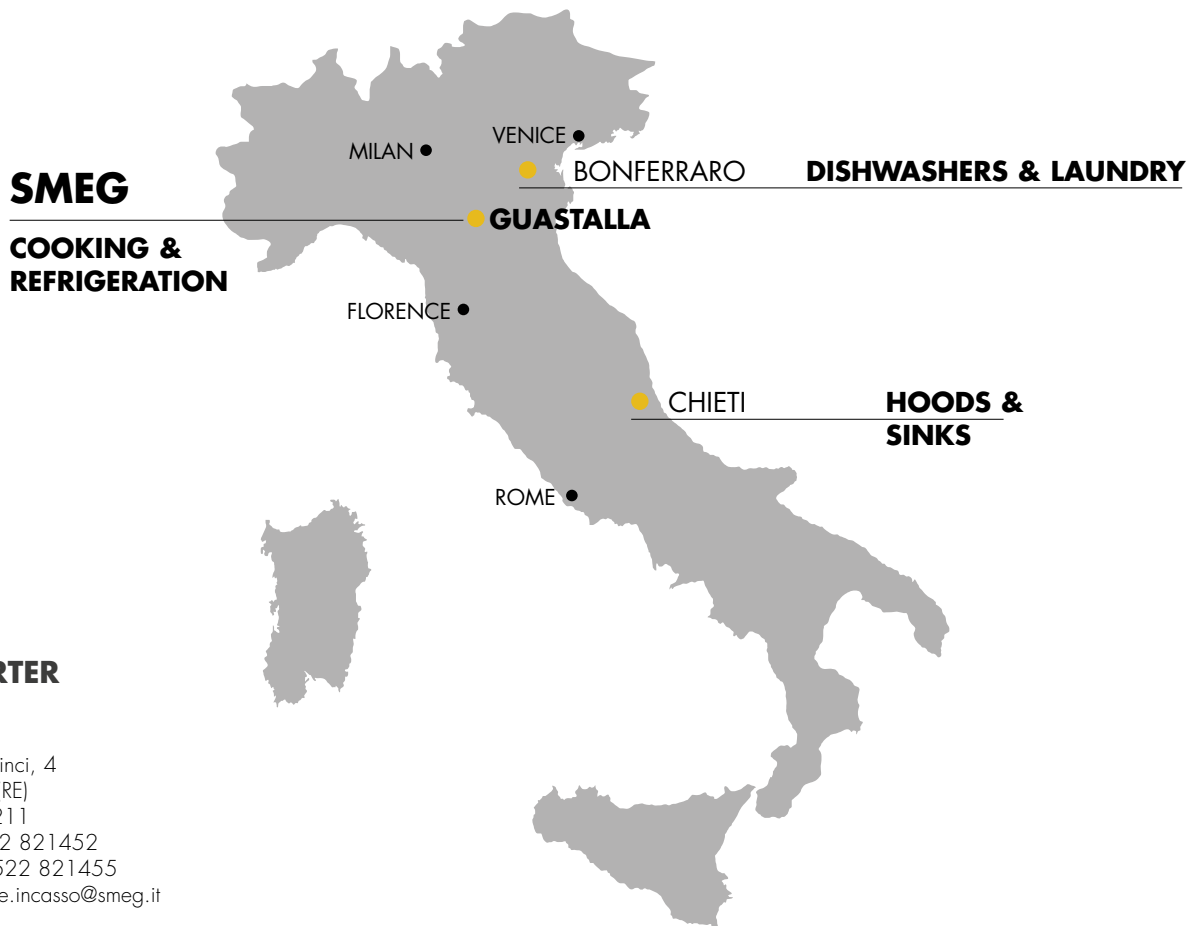 MILAN
VENICE
BONFERRARO DISHWASHERS & LAUNDRY
SMEG
GUASTALLA
COOKING &
REFRIGERATION
FLORENCE
CHIETI HOODS &
SINKS
ROME
RTER
inci, 4
RE)
211
2 821452
522 821455
e.incasso@smeg.it